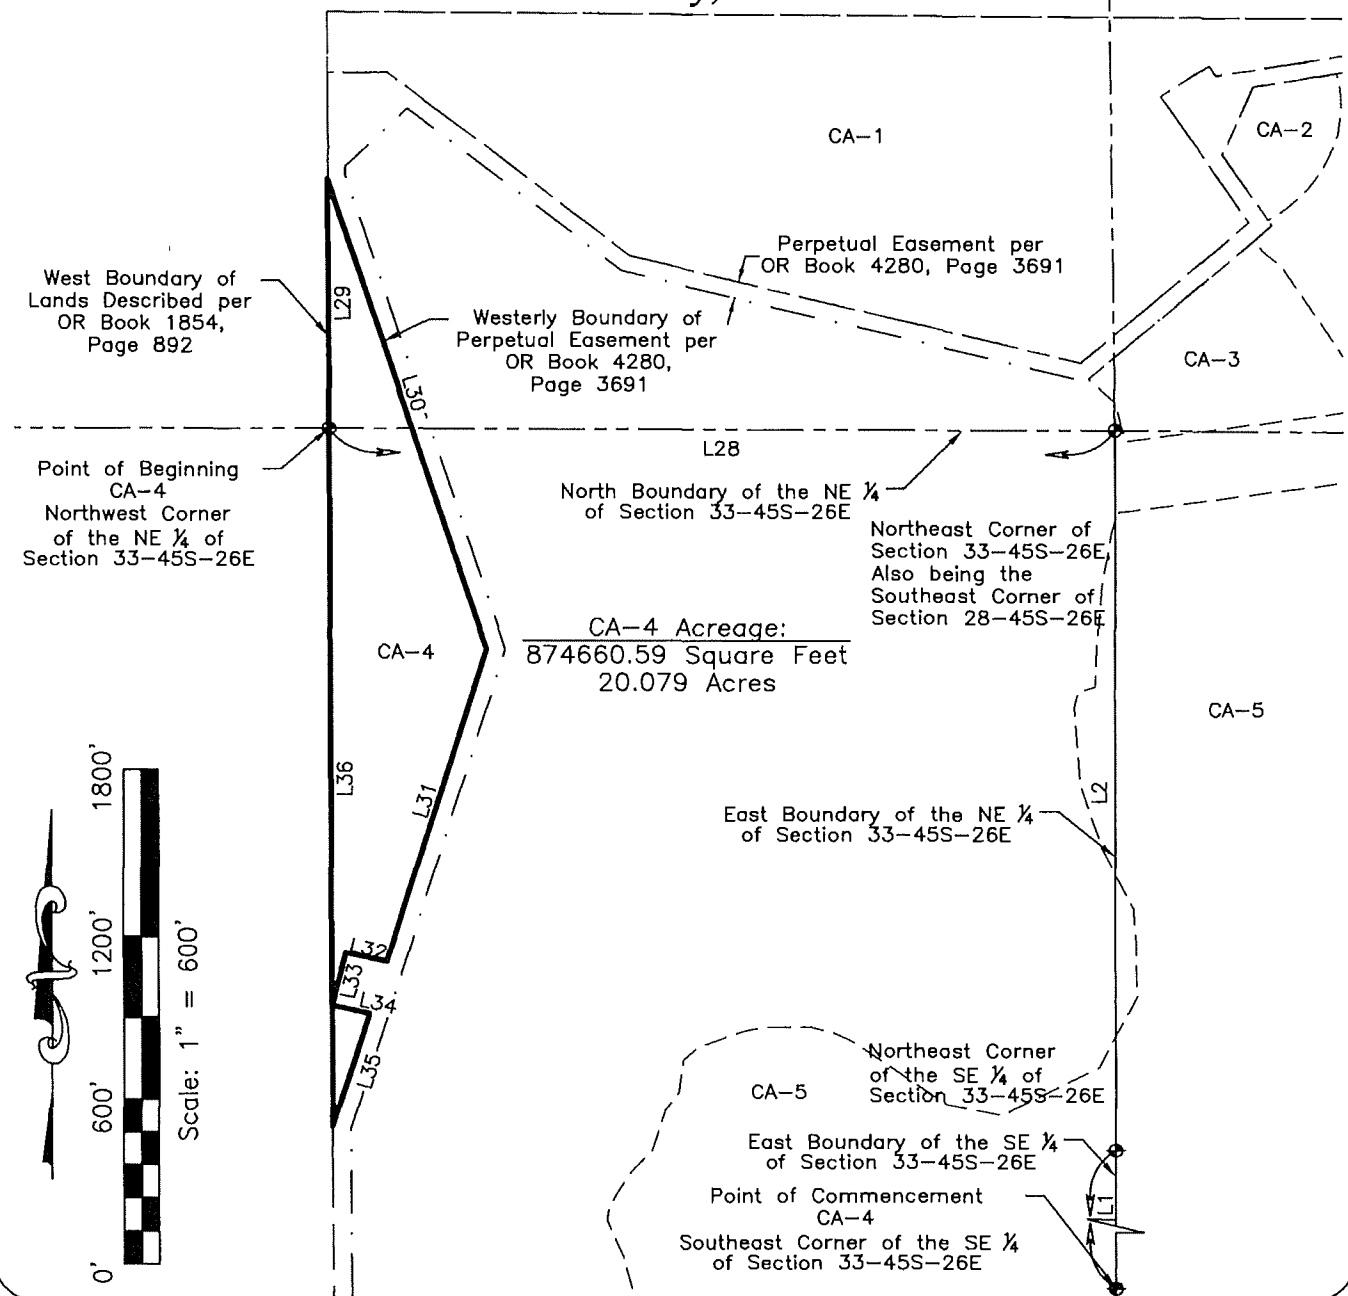 CA-1
CA-2
Perpetual Easement per
OR Book 4280, Page 3691
West Boundary of
Lands Described per
OR Book 1854,
Page 892
L29
Westerly Boundary of
Perpetual Easement per
OR Book 4280,
Page 3691
CA-3
L30
L28
Point of Beginning
CA-4
Northwest Corner
of the NE ¼ of
Section 33-45S-26E
North Boundary of the NE ¼
of Section 33-45S-26E
Northeast Corner of
Section 33-45S-26E
Also being the
Southeast Corner of
Section 28-45S-26E
CA-4 Acreage:
874660.59 Square Feet
20.079 Acres
CA-4
CA-5
L36
L31
L2
East Boundary of the NE ¼
of Section 33-45S-26E
1800'
1200'
600'
0'
Scale: 1" = 600'
L32
L33
L34
L35
Northeast Corner
of the SE ¼ of
Section 33-45S-26E
CA-5
East Boundary of the SE ¼
of Section 33-45S-26E
Point of Commencement
CA-4
Southeast Corner of the SE ¼
of Section 33-45S-26E
L1